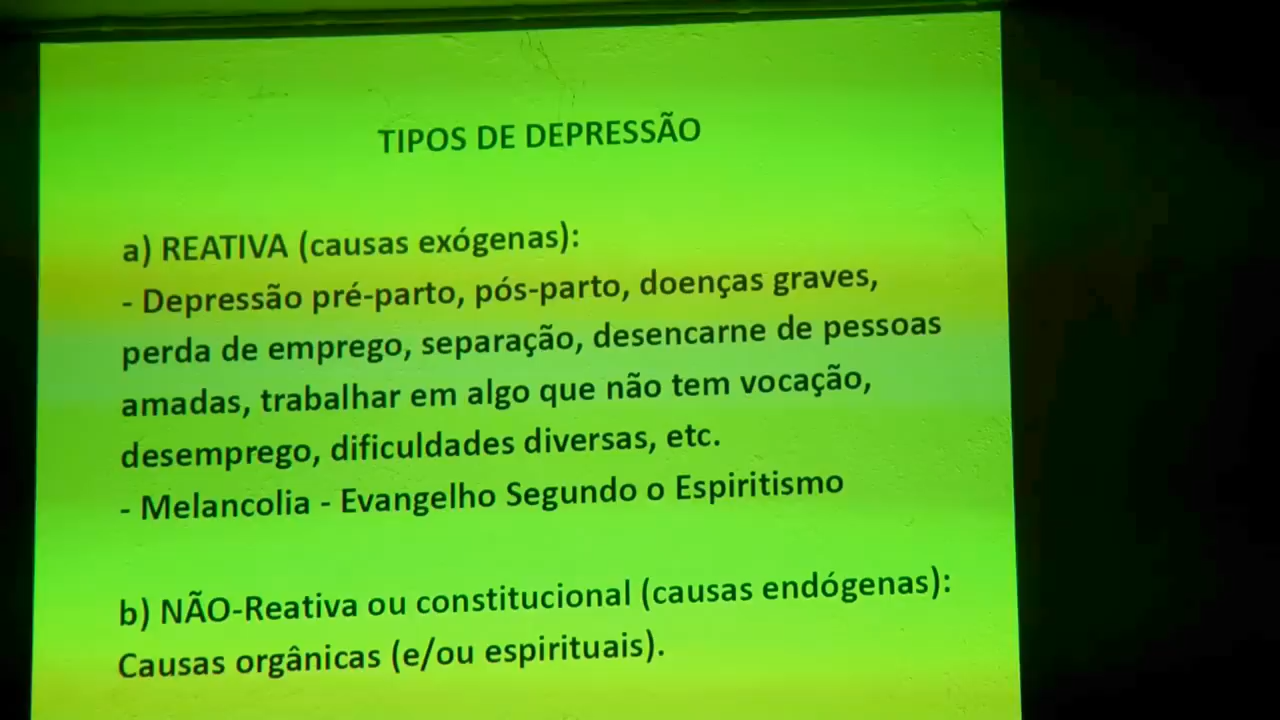 TIPOS DE DEPRESSÃO
a) REATIVA (causas exógenas):
- Depressão pré-parto, pós-parto, doenças graves,
perda de emprego, separação, desencarne de pessoas
amadas, trabalhar em algo que não tem vocação,
desemprego, dificuldades diversas, etc.
- Melancolia - Evangelho Segundo o Espiritismo
b) NÃO-Reativa ou constitucional (causas endógenas):
Causas orgânicas (e/ou espirituais).